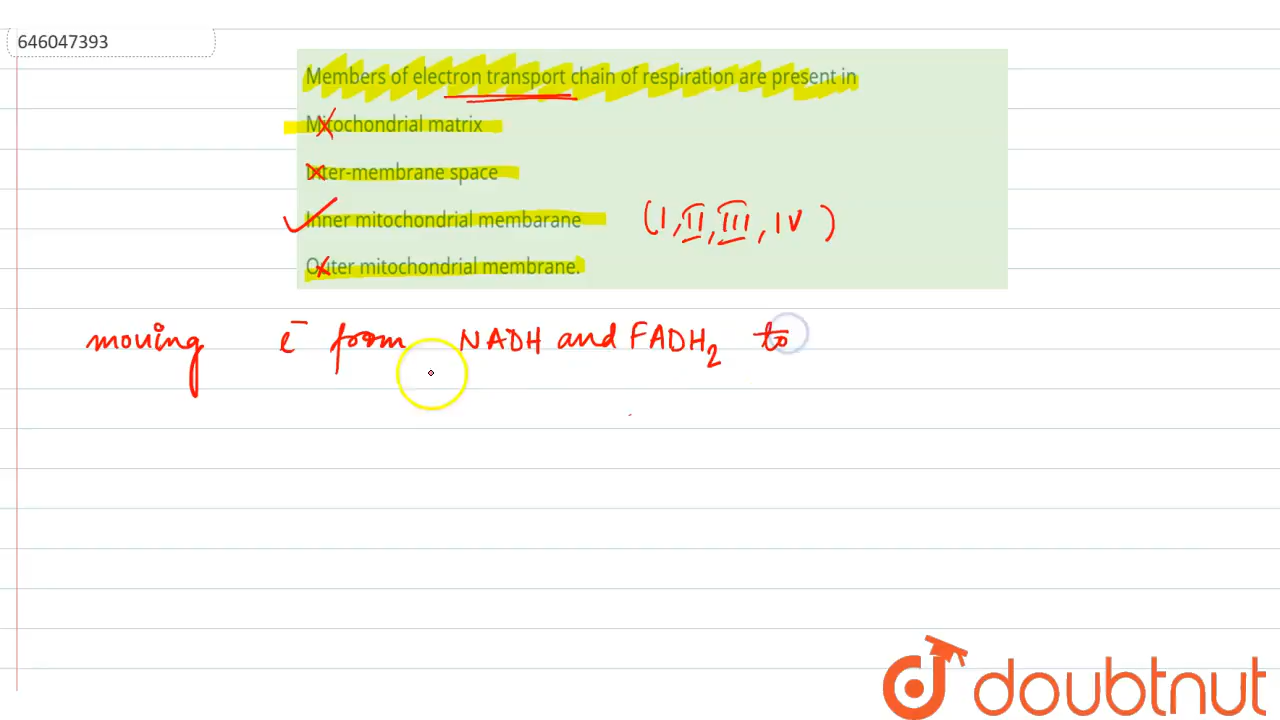 646047393
Members of electron transport chain of respiration are present in
Mitochondrial matrix
Inter-membrane space
Inner mitochondrial membarane (I, II, III, IV)
Outer mitochondrial membrane.
moving e⁻ from NADH and FADH₂ to
doubtnut